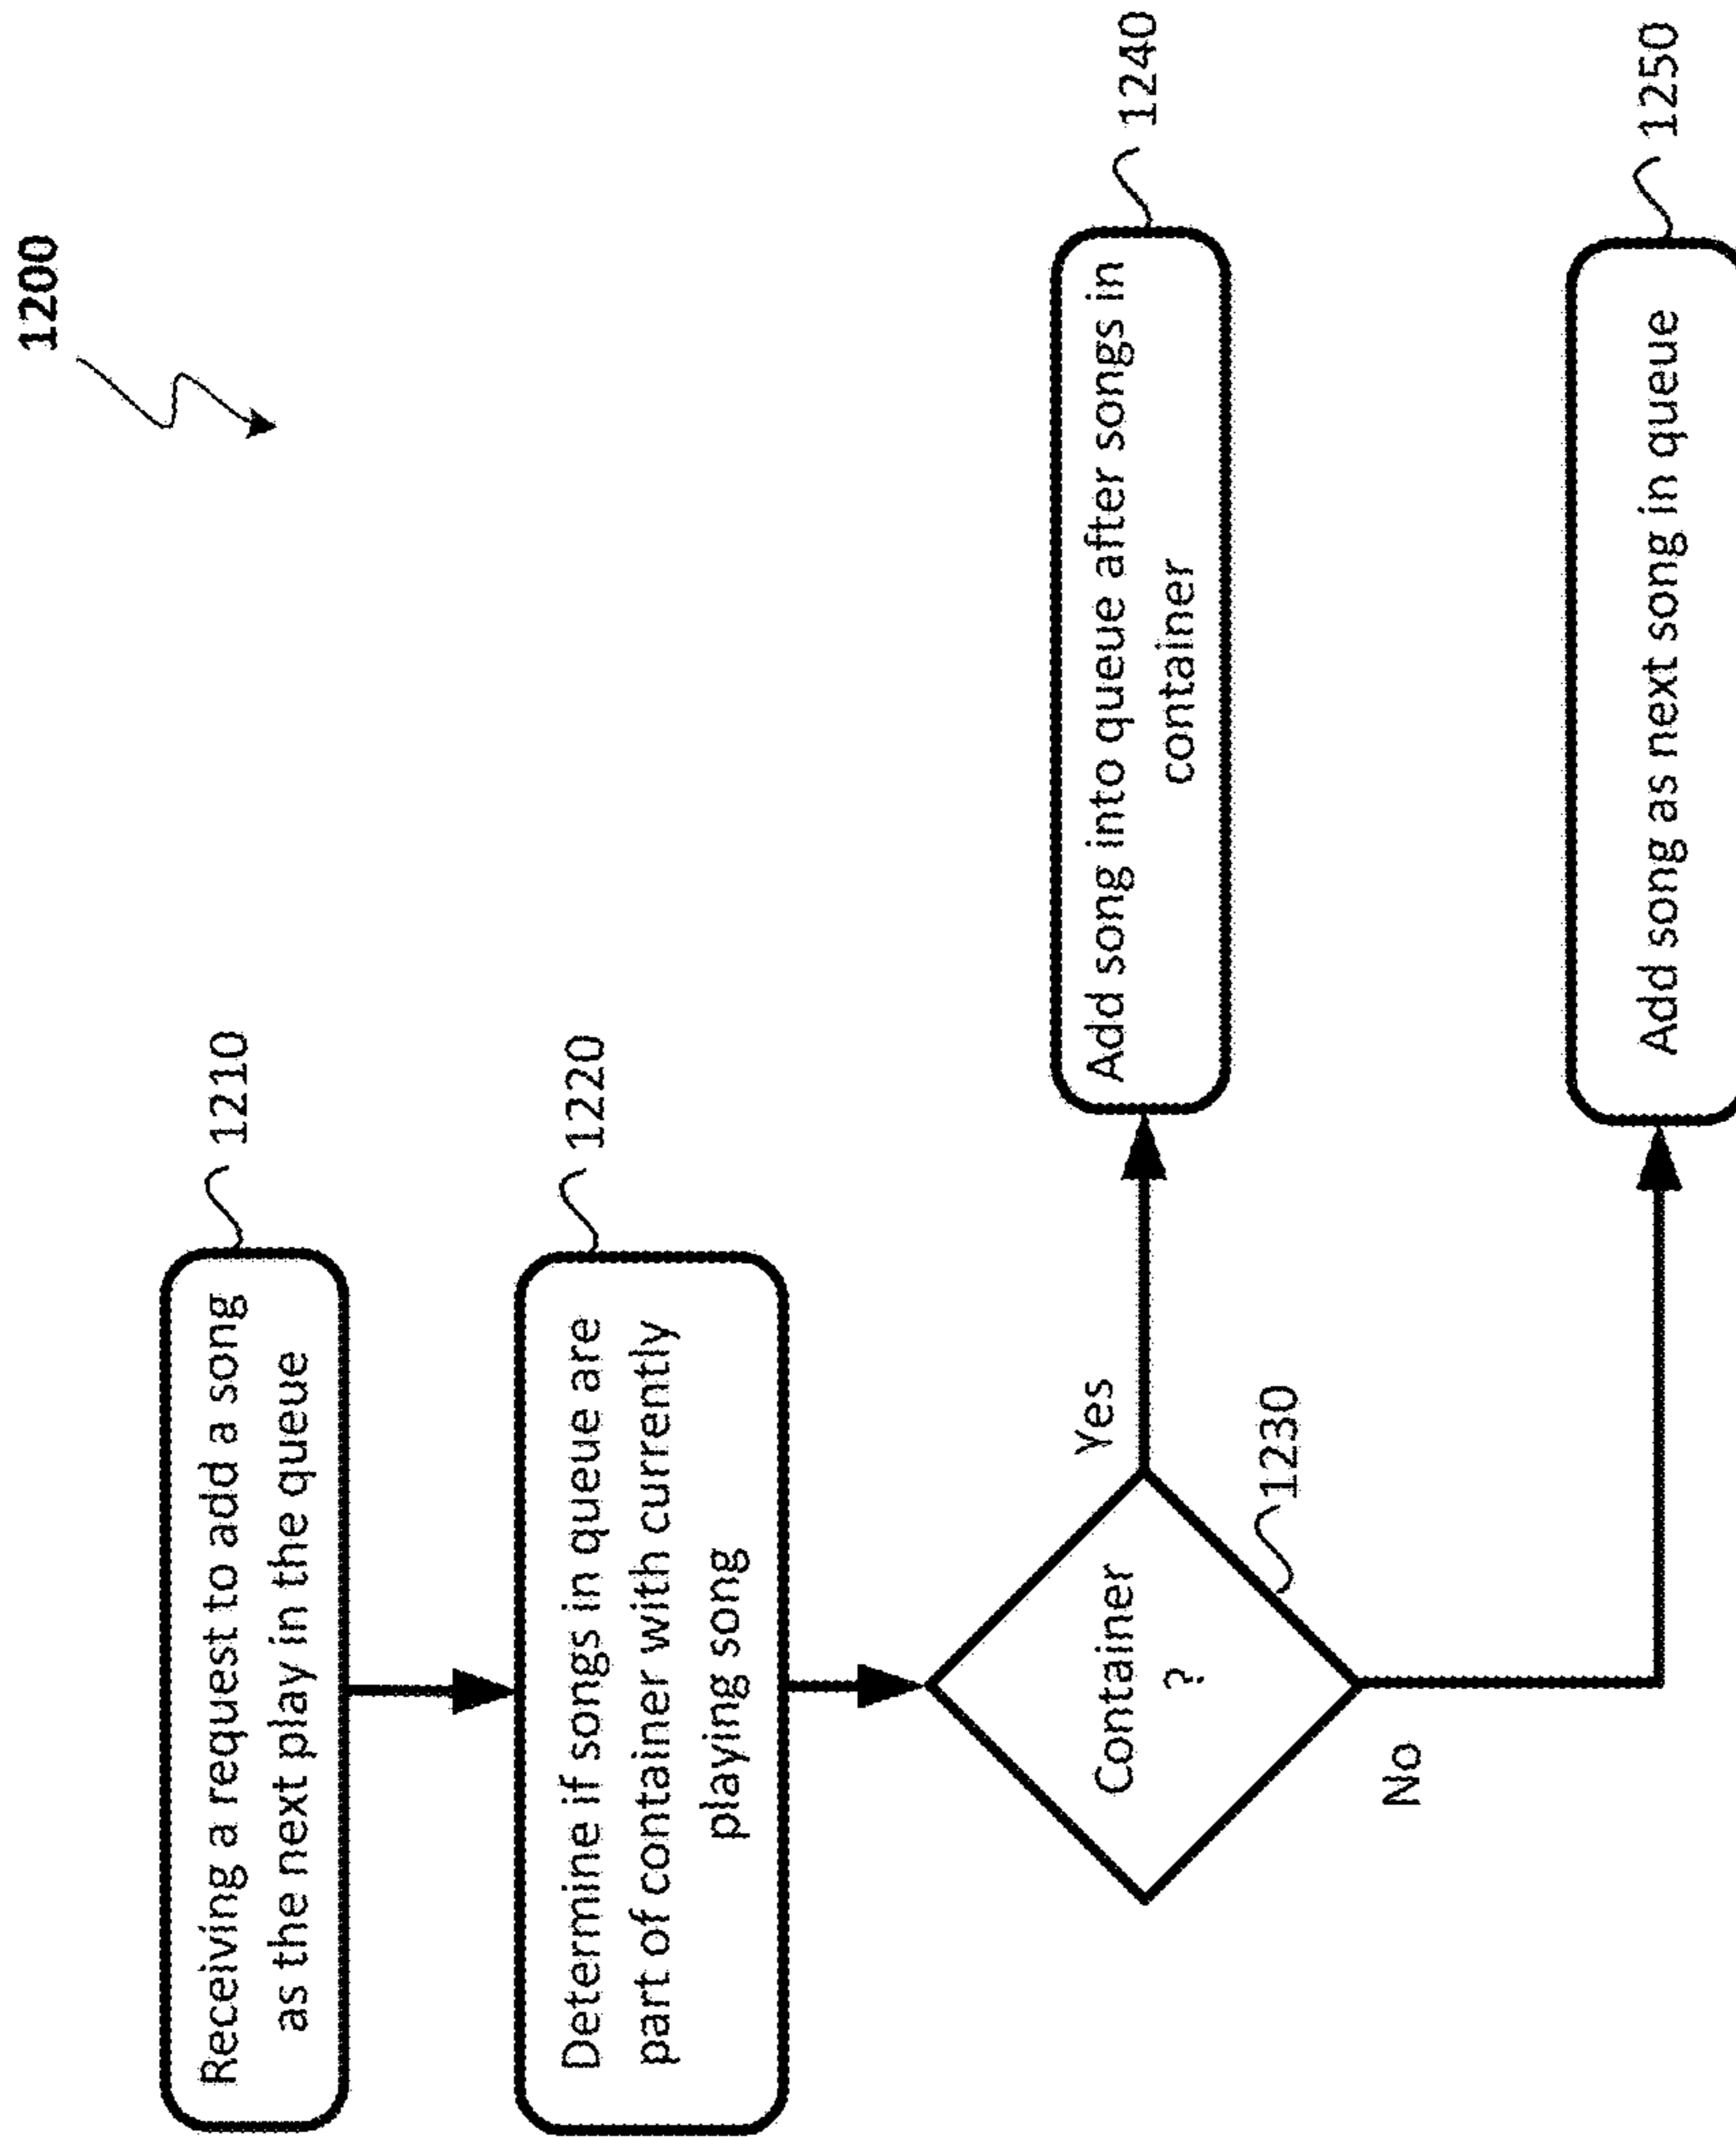 1200
Receiving a request to add a song
as the next play in the queue
1210
Determine if songs in queue are
part of container with currently
playing song
1220
Container
?
1230
Yes
Add song into queue after songs in
container
1240
No
Add song as next song in queue
1250